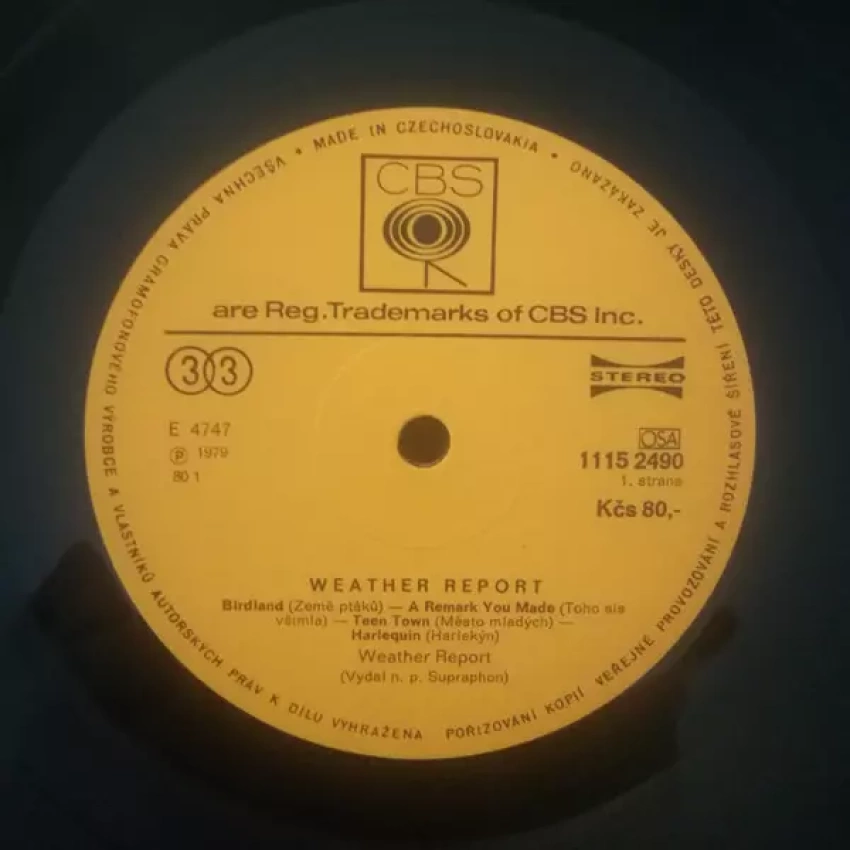 • MADE IN CZECHOSLOVAKIA •
VŠECHNA PRÁVA GRAMOFONOVÉHO VÝROBCE A VLASTNÍKŮ AUTORSKÝCH PRÁV K DÍLU VYHRAŽENA
POŘIZOVÁNÍ KOPIÍ VEŘEJNÉ PROVOZOVÁNÍ A ROZHLASOVÉ ŠÍŘENÍ TÉTO DESKY JE ZAKÁZÁNO
CBS
are Reg.Trademarks of CBS Inc.
33
STEREO
E 4747
℗ 1979
80 1
OSA
1115 2490
1. strana
Kčs 80,-
WEATHER REPORT
Birdland (Země ptáků) — A Remark You Made (Toho sis
všimla) — Teen Town (Město mladých) —
Harlequin (Harlekýn)
Weather Report
(Vydal n. p. Supraphon)